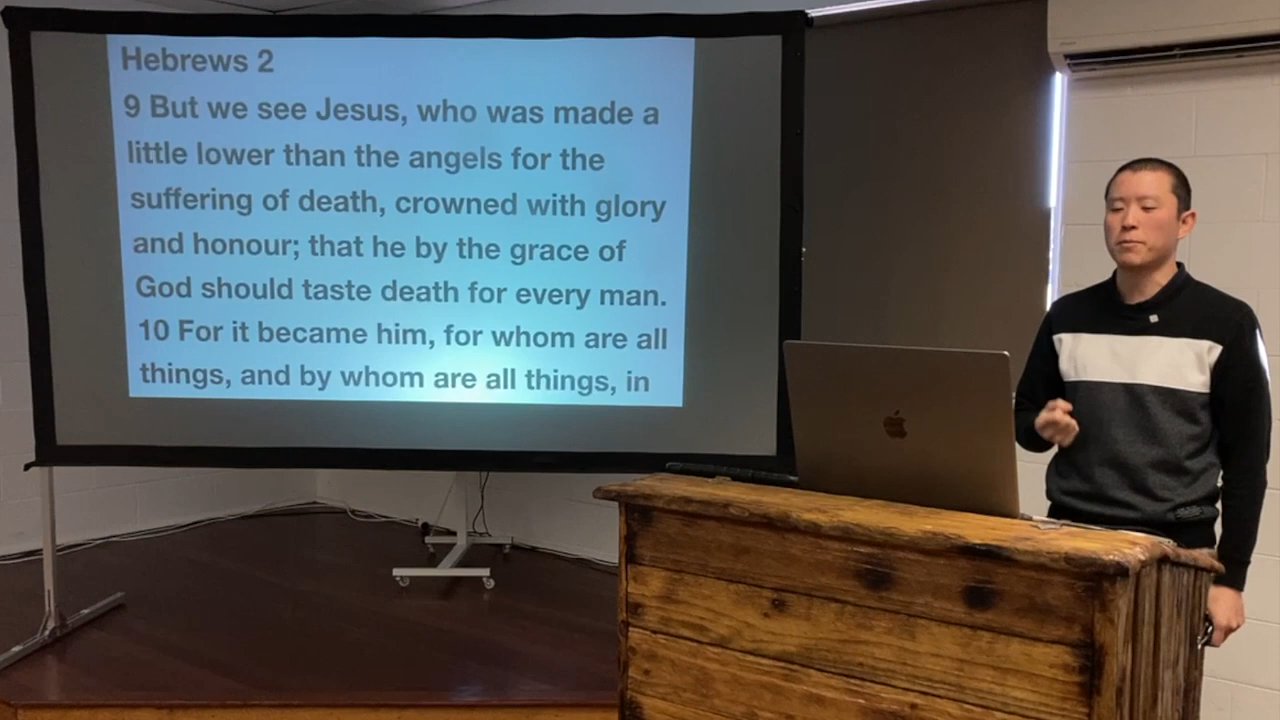 Hebrews 2
9 But we see Jesus, who was made a
little lower than the angels for the
suffering of death, crowned with glory
and honour; that he by the grace of
God should taste death for every man.
10 For it became him, for whom are all
things, and by whom are all things, in